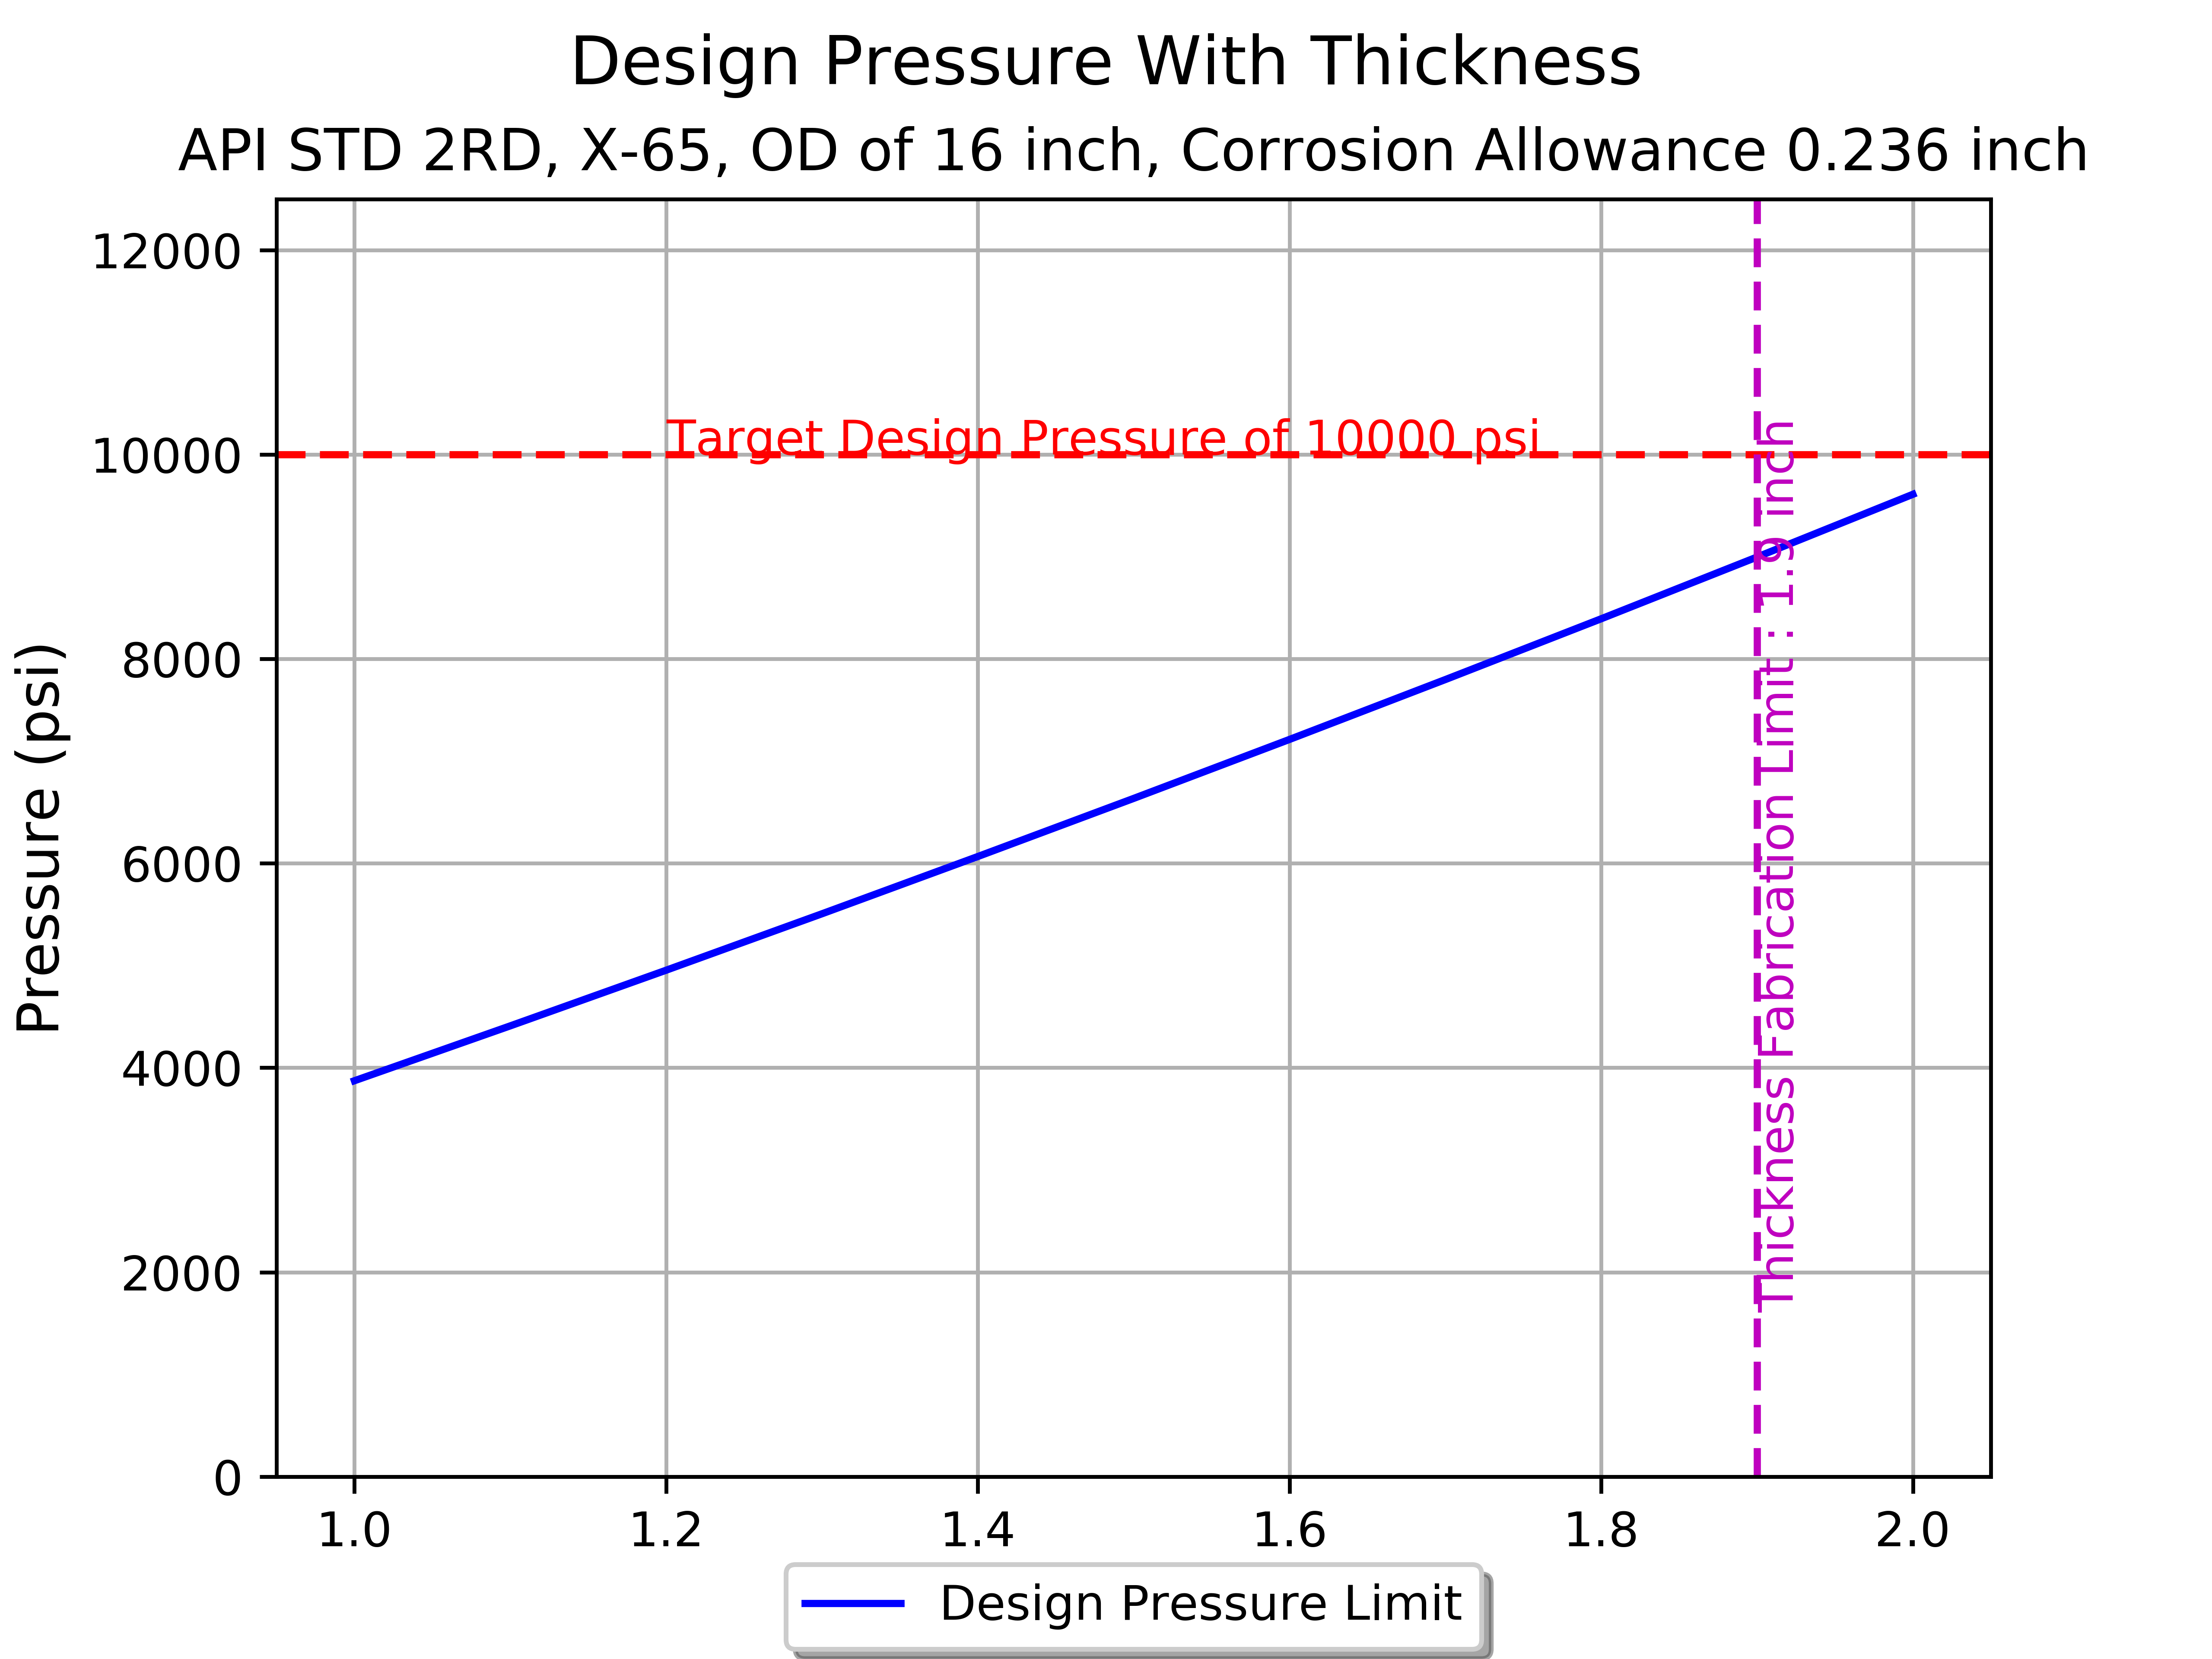 Design Pressure With Thickness
API STD 2RD, X-65, OD of 16 inch, Corrosion Allowance 0.236 inch
12000
10000
8000
6000
4000
2000
0
Pressure (psi)
Target Design Pressure of 10000 psi
Thickness Fabrication Limit : 1.9 inch
1.0 1.2 1.4 1.6 1.8 2.0
Design Pressure Limit